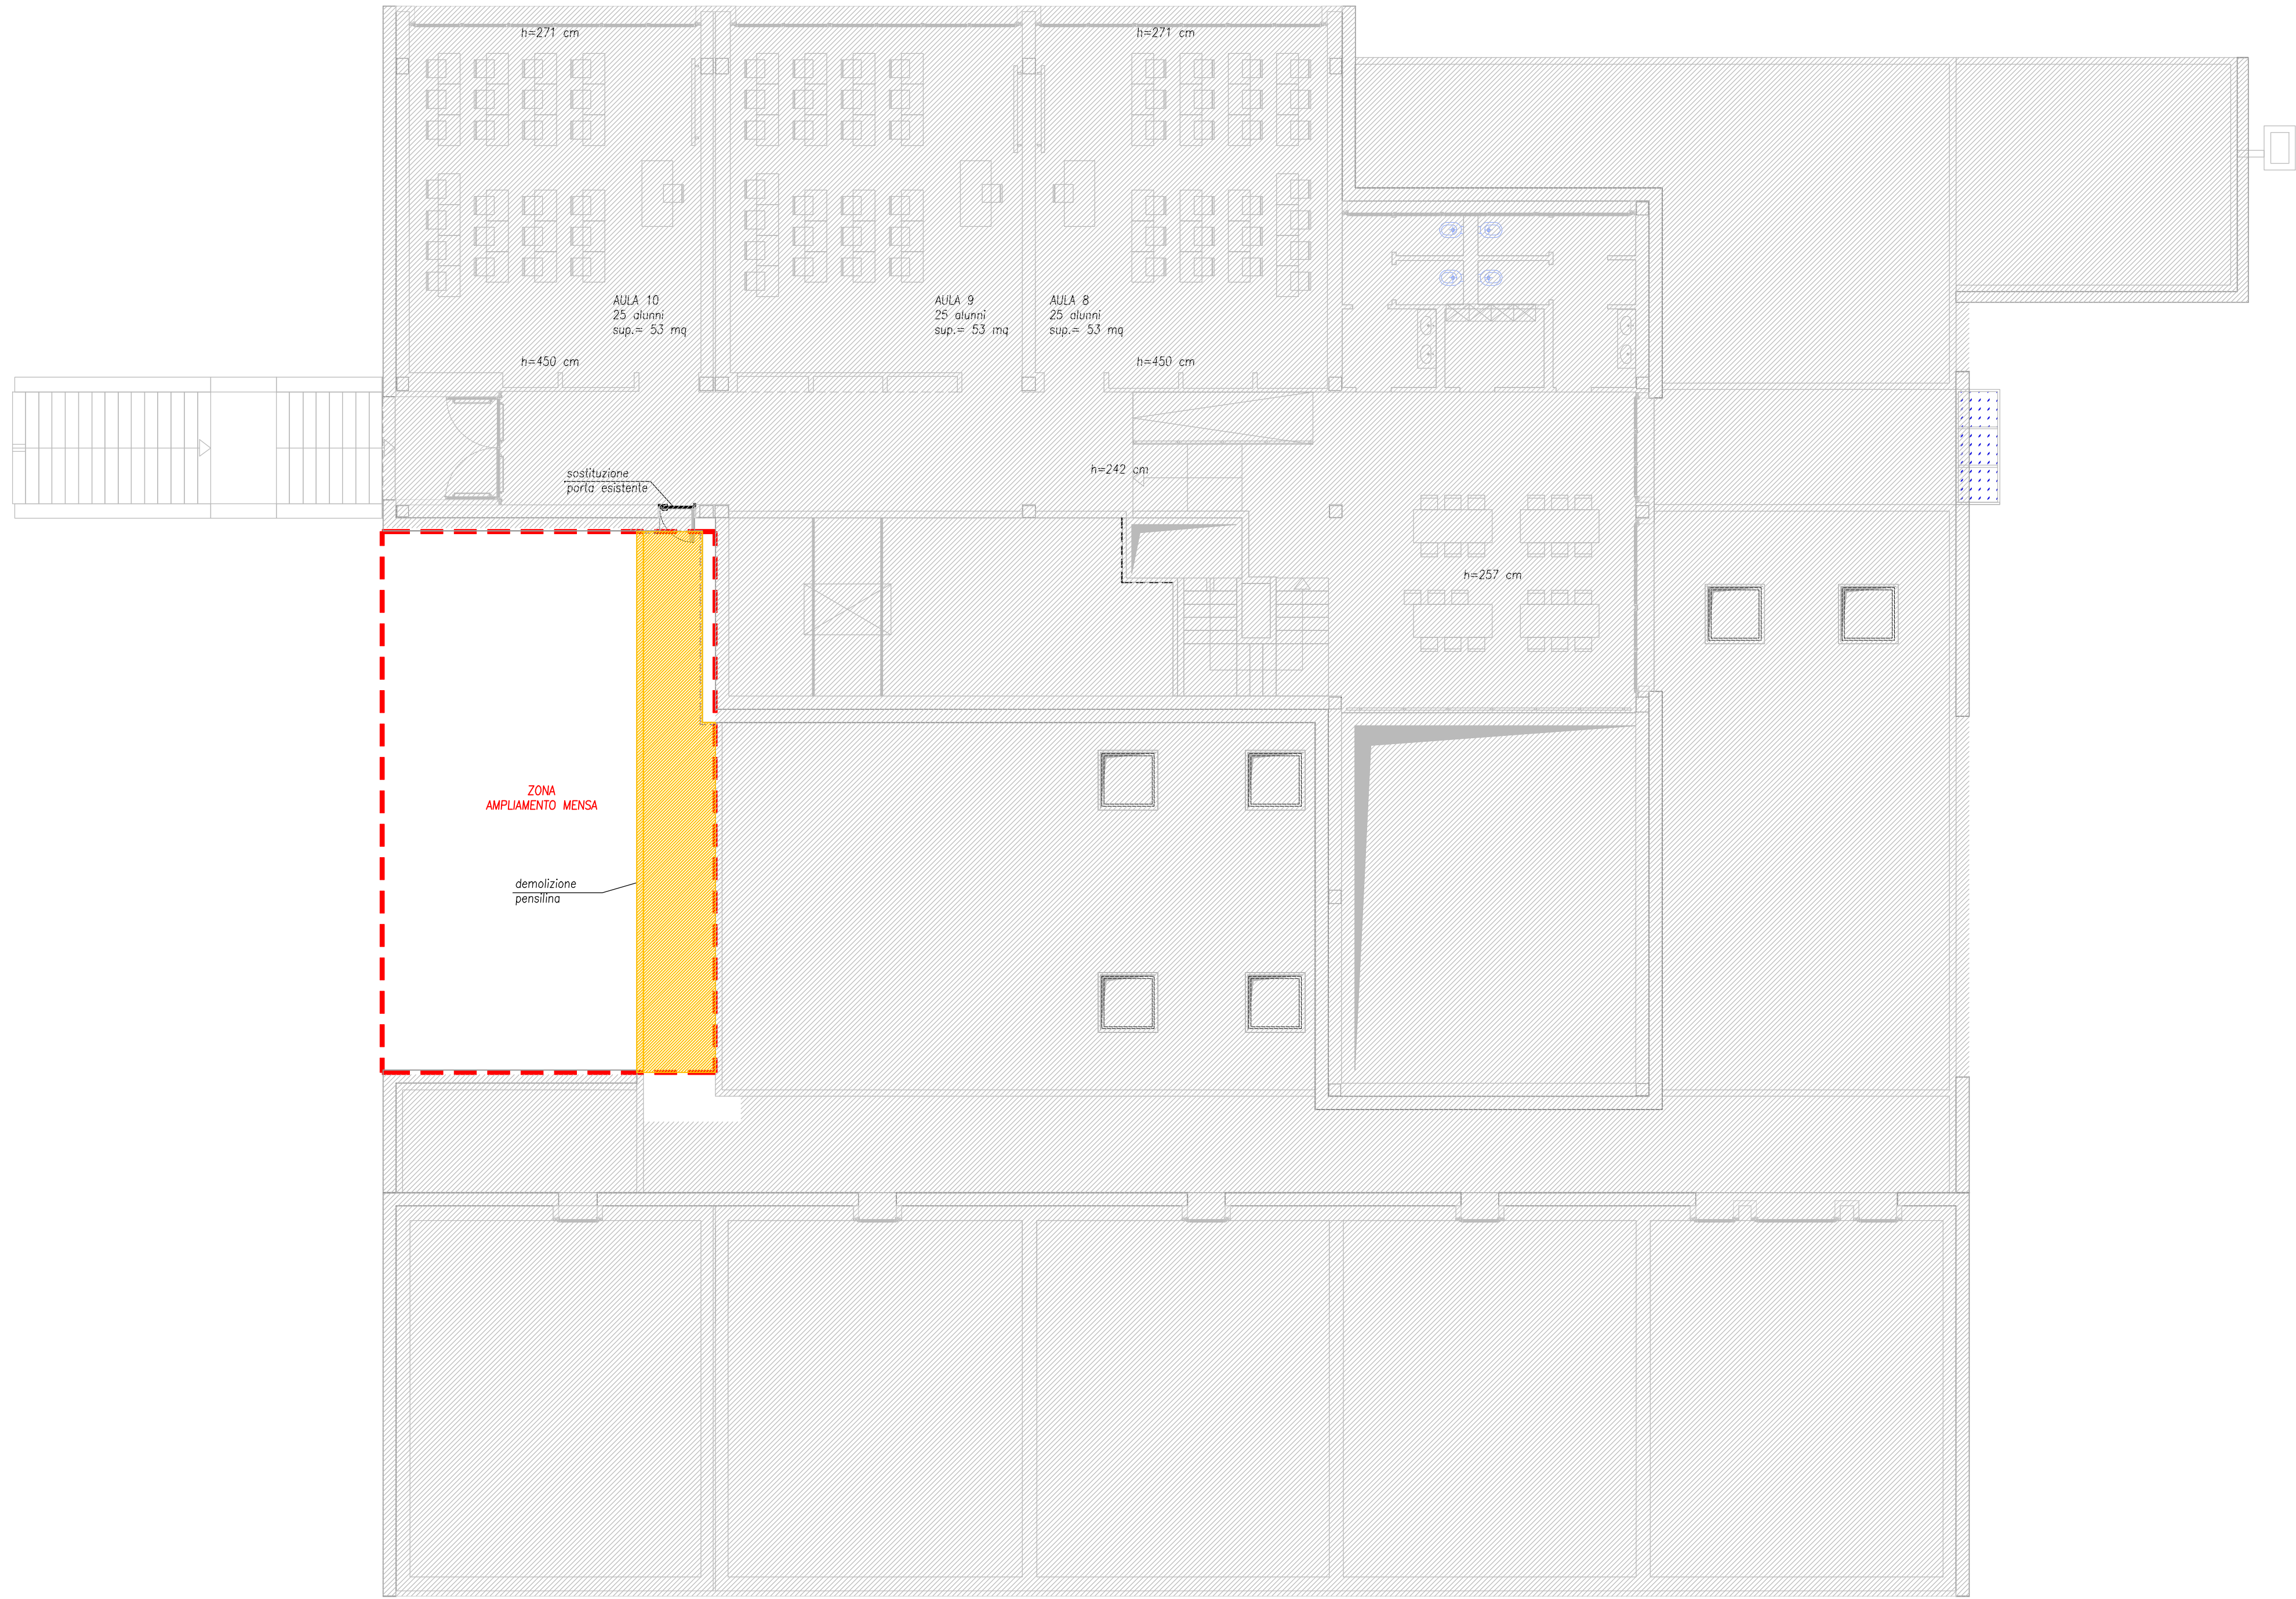 h=271 cm
h=271 cm
AULA 10
25 alunni
sup.= 53 mq
AULA 9
25 alunni
sup.= 53 mq
AULA 8
25 alunni
sup.= 53 mq
h=450 cm
h=450 cm
h=242 cm
sostituzione
porta esistente
h=257 cm
ZONA
AMPLIAMENTO MENSA
demolizione
pensilina